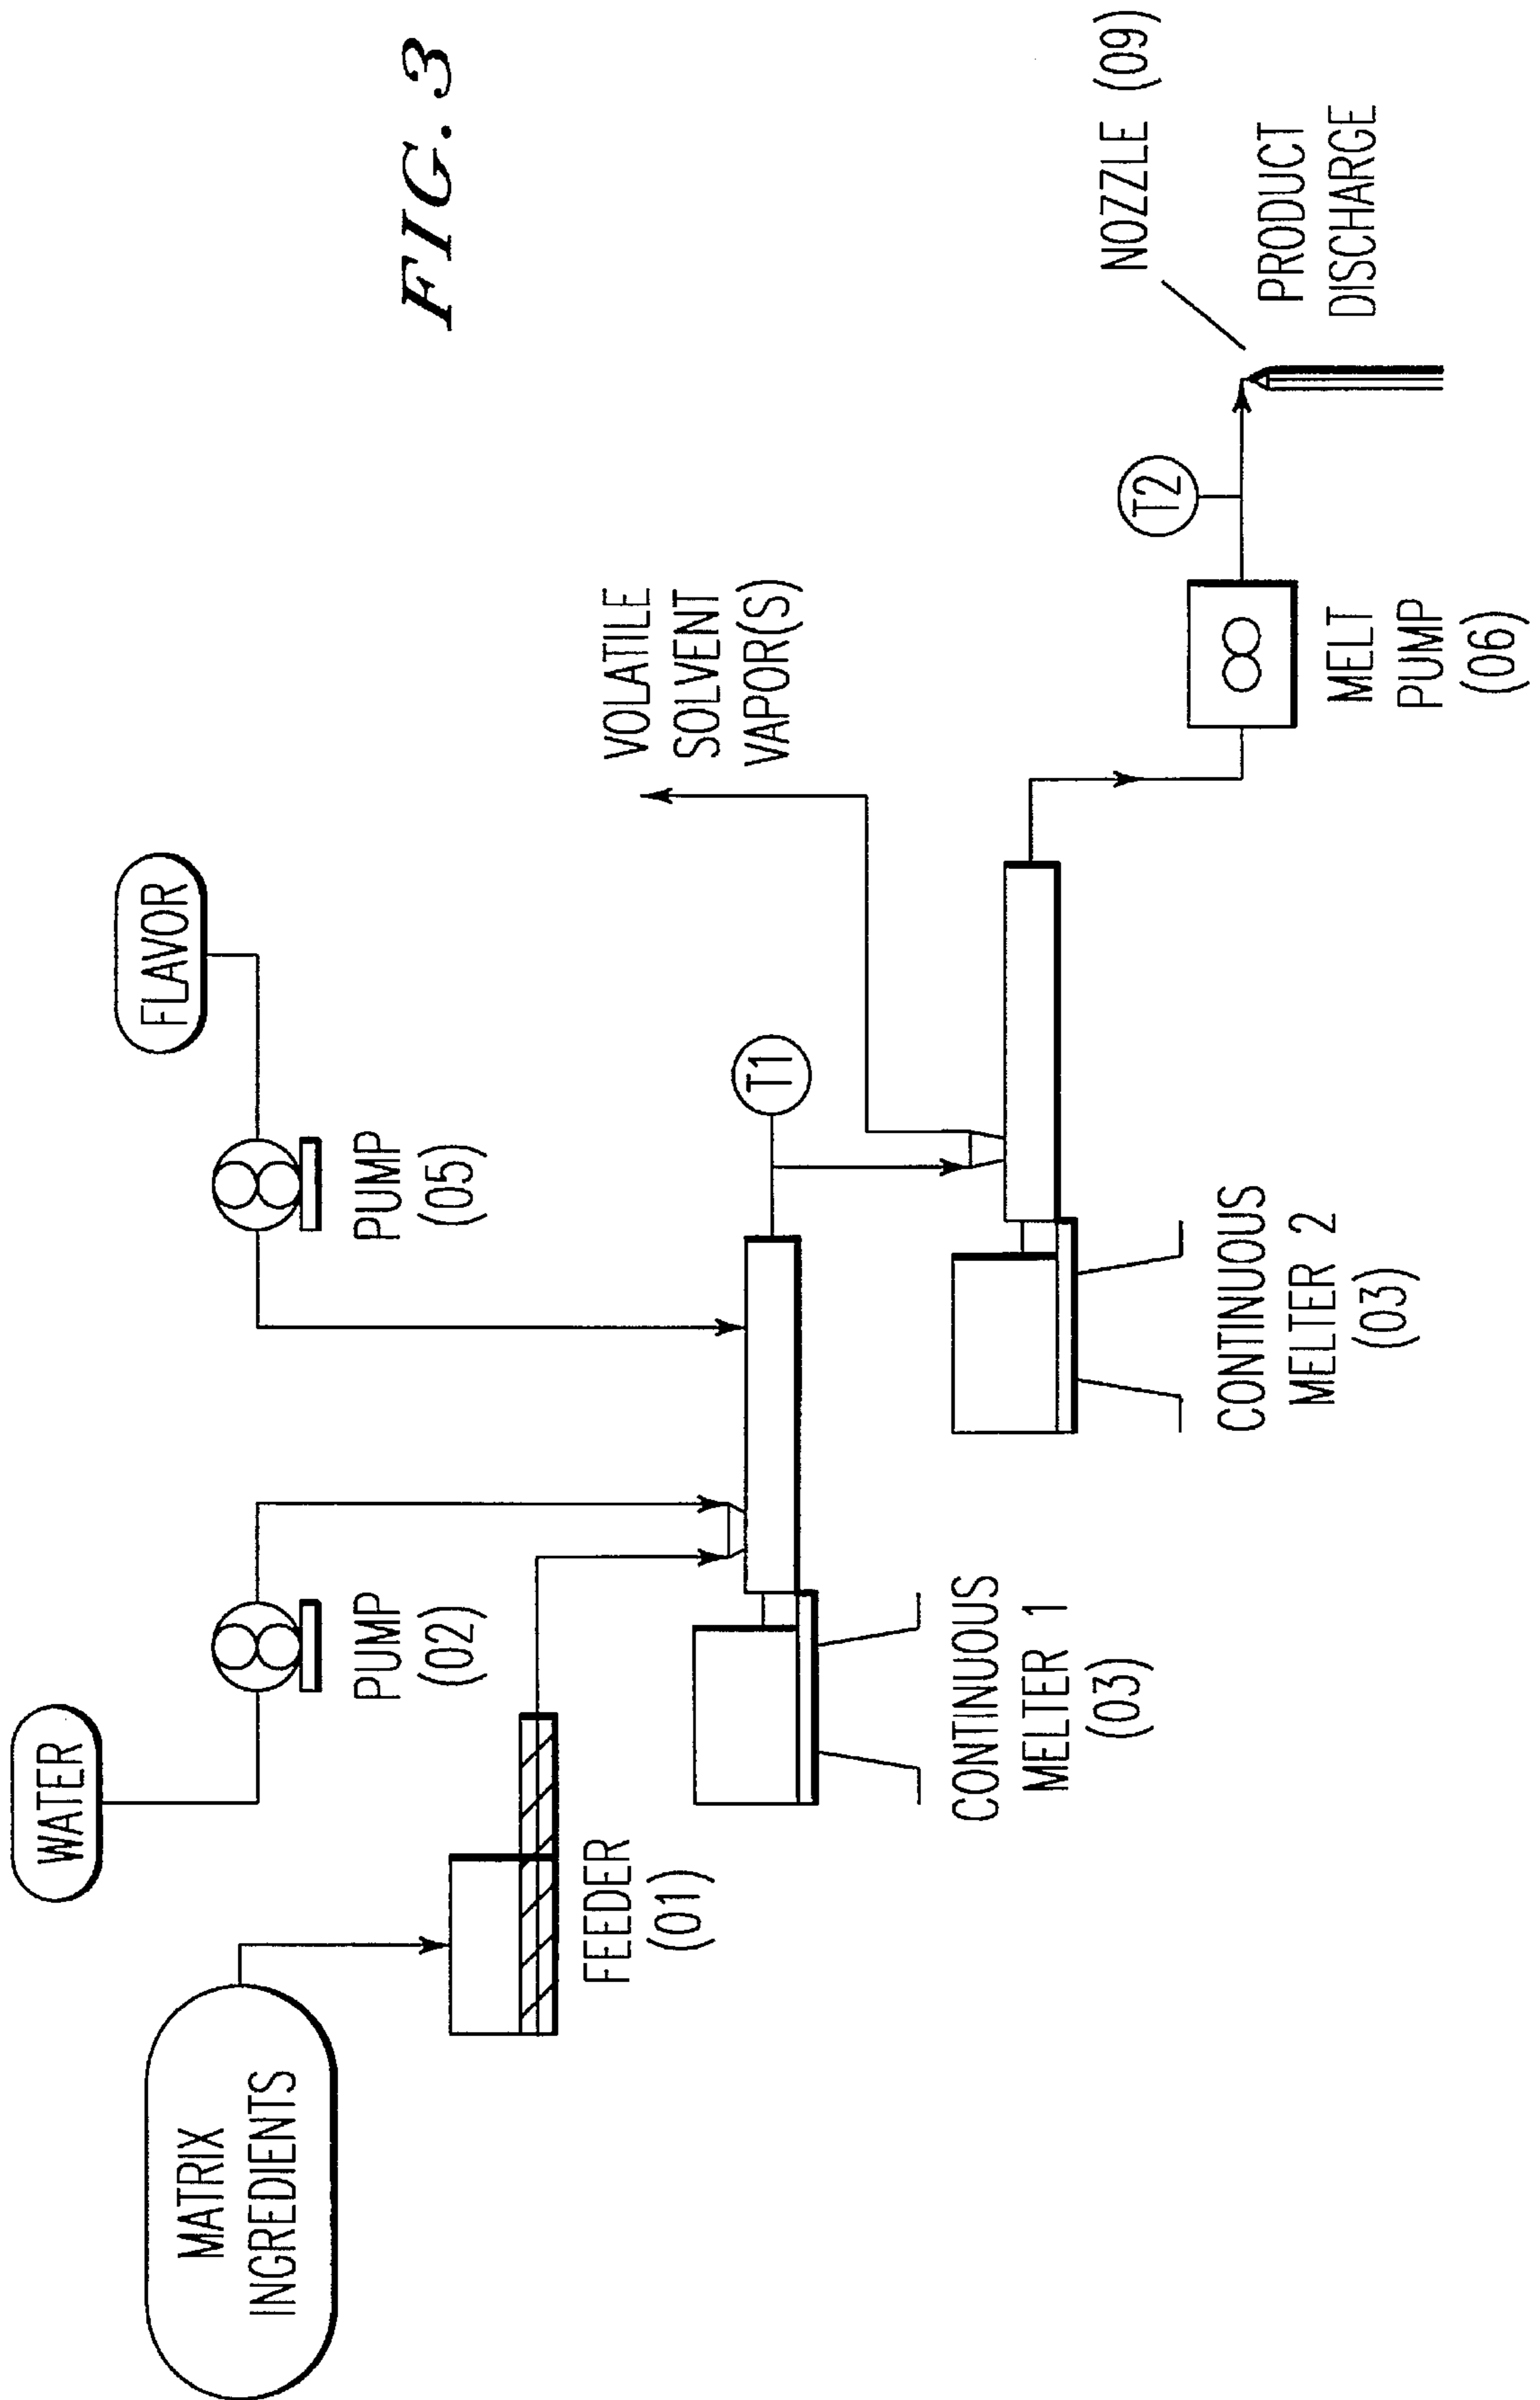 FIG. 3
MATRIX
INGREDIENTS
WATER
FLAVOR
PUMP
(02)
PUMP
(05)
FEEDER
(01)
T1
VOLATILE
SOLVENT
VAPOR(S)
CONTINUOUS
MELTER 1
(03)
CONTINUOUS
MELTER 2
(03)
T2
MELT
PUMP
(06)
NOZZLE (09)
PRODUCT
DISCHARGE